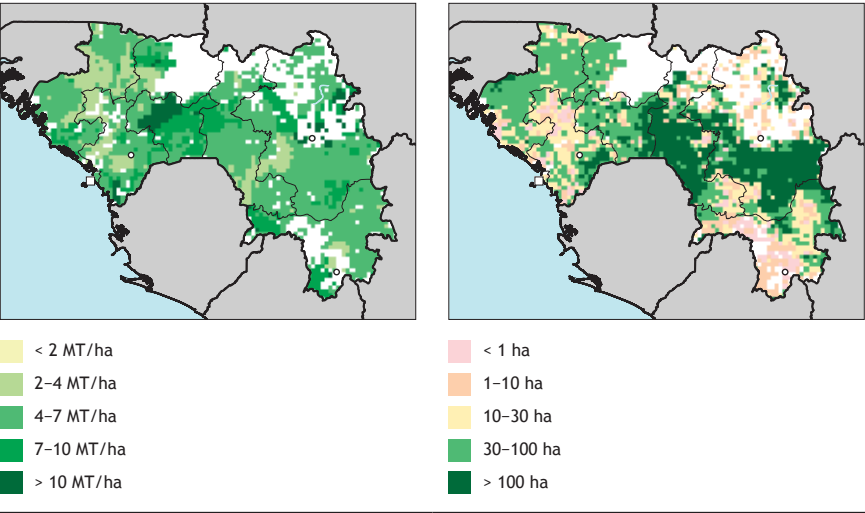 < 2 MT/ha
2–4 MT/ha
4–7 MT/ha
7–10 MT/ha
> 10 MT/ha
< 1 ha
1–10 ha
10–30 ha
30–100 ha
> 100 ha